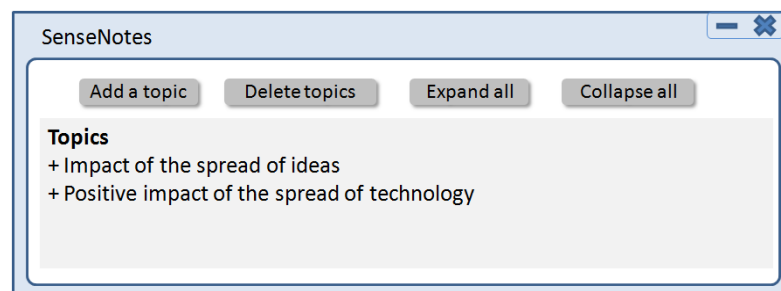 SenseNotes
Add a topic Delete topics Expand all Collapse all
Topics
+ Impact of the spread of ideas
+ Positive impact of the spread of technology